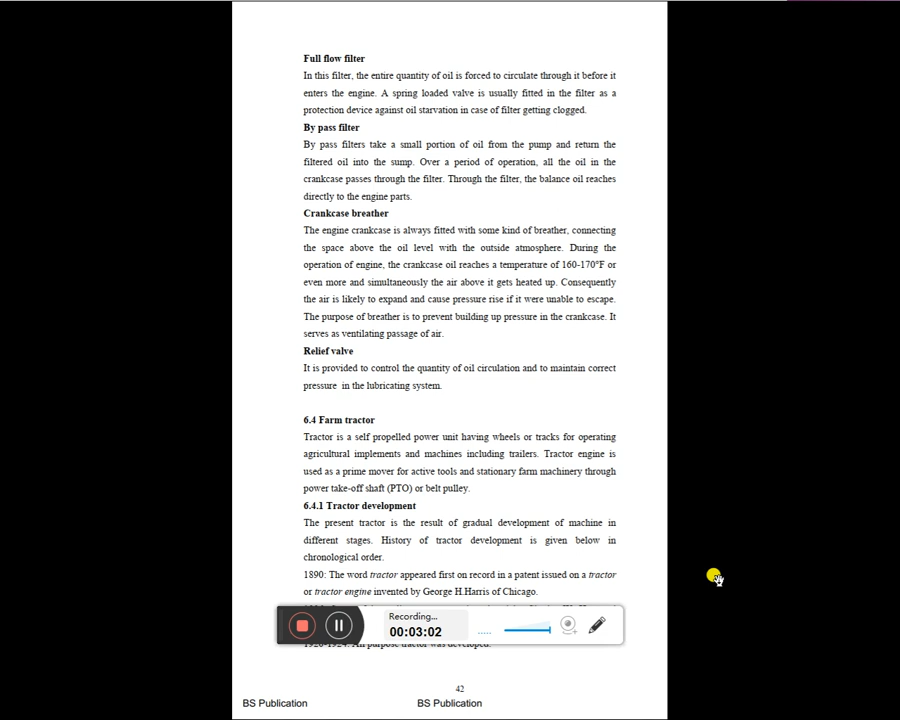 Full flow filter
In this filter, the entire quantity of oil is forced to circulate through it before it
enters the engine. A spring loaded valve is usually fitted in the filter as a
protection device against oil starvation in case of filter getting clogged.
By pass filter
By pass filters take a small portion of oil from the pump and return the
filtered oil into the sump. Over a period of operation, all the oil in the
crankcase passes through the filter. Through the filter, the balance oil reaches
directly to the engine parts.
Crankcase breather
The engine crankcase is always fitted with some kind of breather, connecting
the space above the oil level with the outside atmosphere. During the
operation of engine, the crankcase oil reaches a temperature of 160-170°F or
even more and simultaneously the air above it gets heated up. Consequently
the air is likely to expand and cause pressure rise if it were unable to escape.
The purpose of breather is to prevent building up pressure in the crankcase. It
serves as ventilating passage of air.
Relief valve
It is provided to control the quantity of oil circulation and to maintain correct
pressure in the lubricating system.
6.4 Farm tractor
Tractor is a self propelled power unit having wheels or tracks for operating
agricultural implements and machines including trailers. Tractor engine is
used as a prime mover for active tools and stationary farm machinery through
power take-off shaft (PTO) or belt pulley.
6.4.1 Tractor development
The present tractor is the result of gradual development of machine in
different stages. History of tractor development is given below in
chronological order.
1890: The word tractor appeared first on record in a patent issued on a tractor
or tractor engine invented by George H.Harris of Chicago.
Recording...
00:03:02
1920-1924: All purpose tractor was developed.
42
BS Publication BS Publication